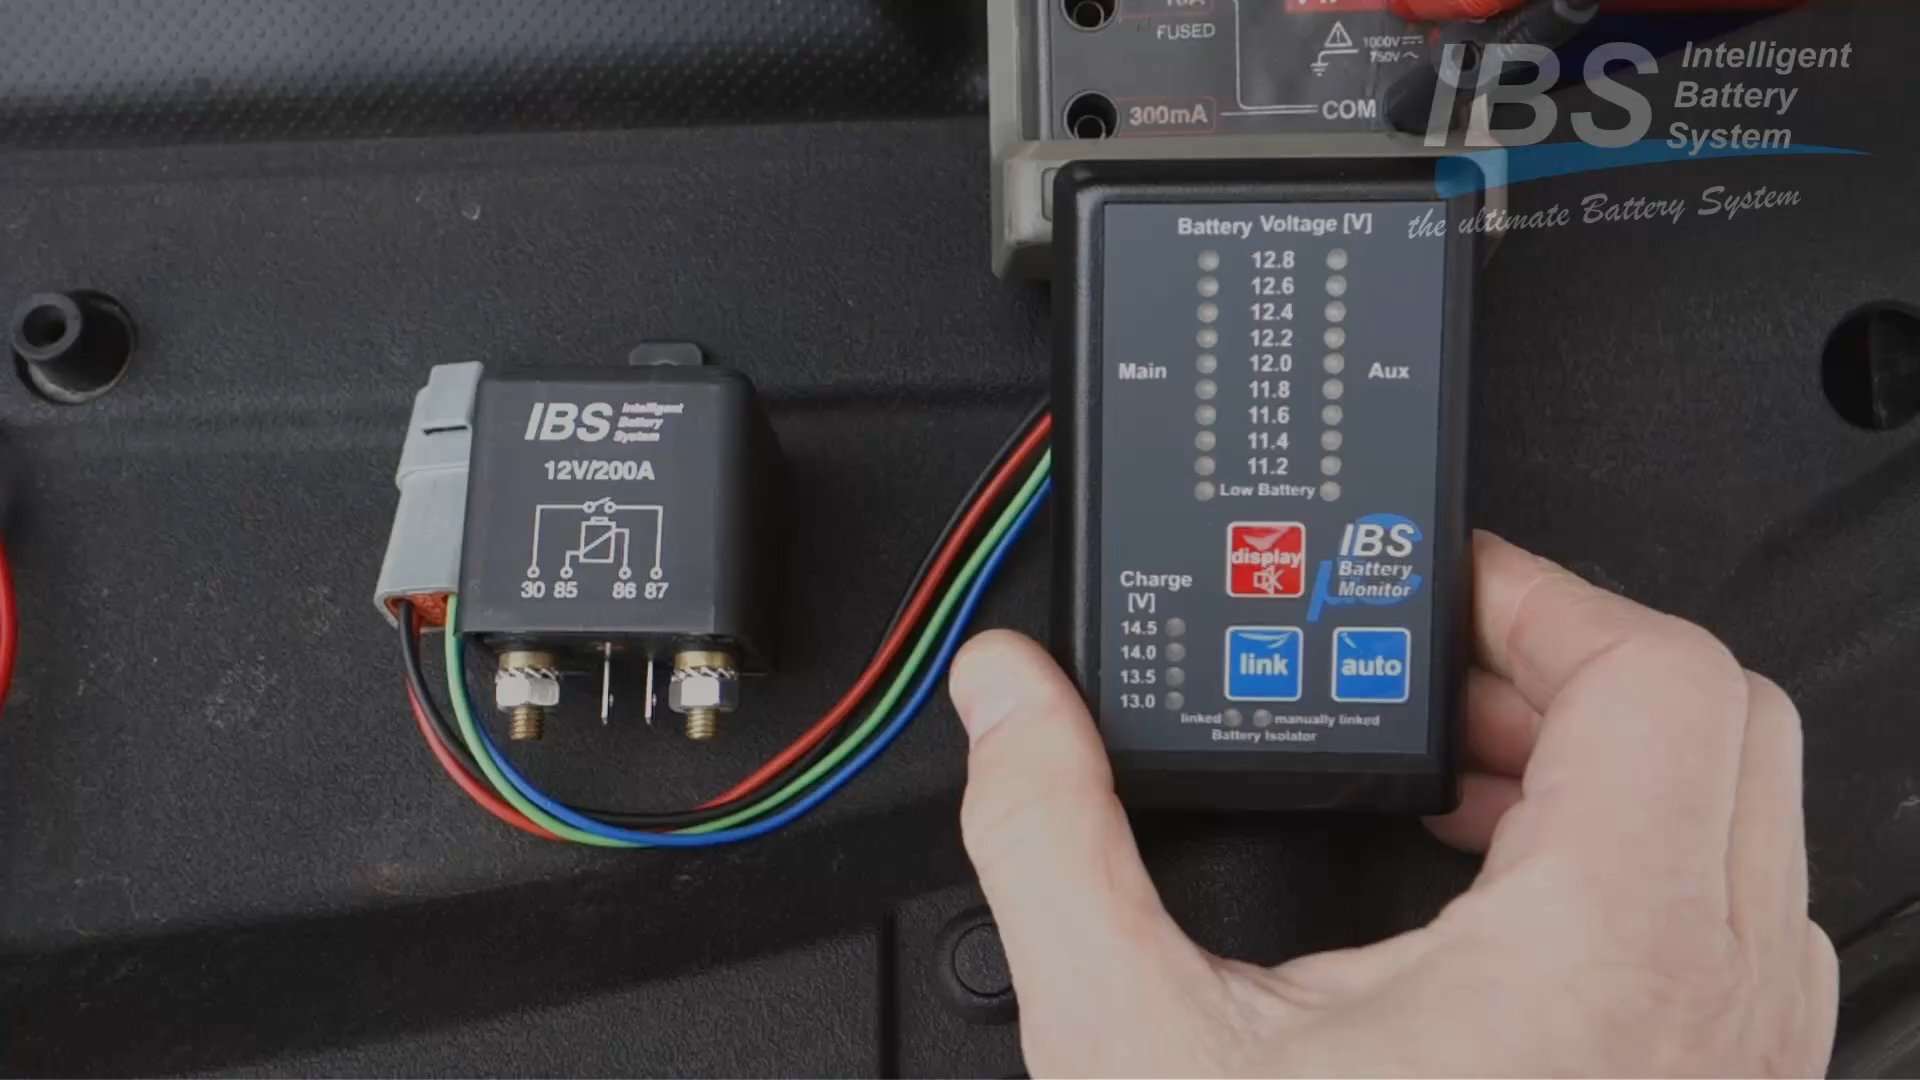 FUSED
1000V
750V
300mA
COM
IBS Intelligent
Battery
System
the ultimate Battery System
Battery Voltage [V]
12.8
12.6
12.4
12.2
12.0
Main
Aux
11.8
11.6
11.4
11.2
Low Battery
IBS Intelligent
Battery
System
12V/200A
30 85 86 87
display
IBS
Battery
Monitor
Charge
[V]
14.5
14.0
13.5
13.0
link
auto
linked
manually linked
Battery Isolator